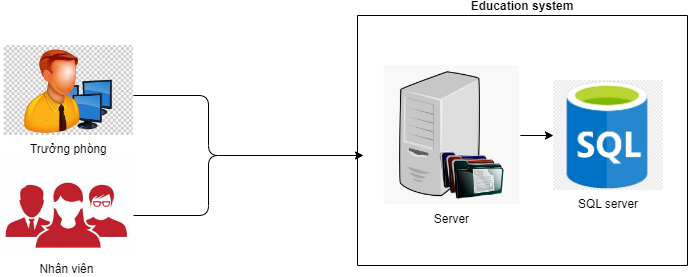 Education system
Trưởng phòng
Nhân viên
Server
SQL
SQL server